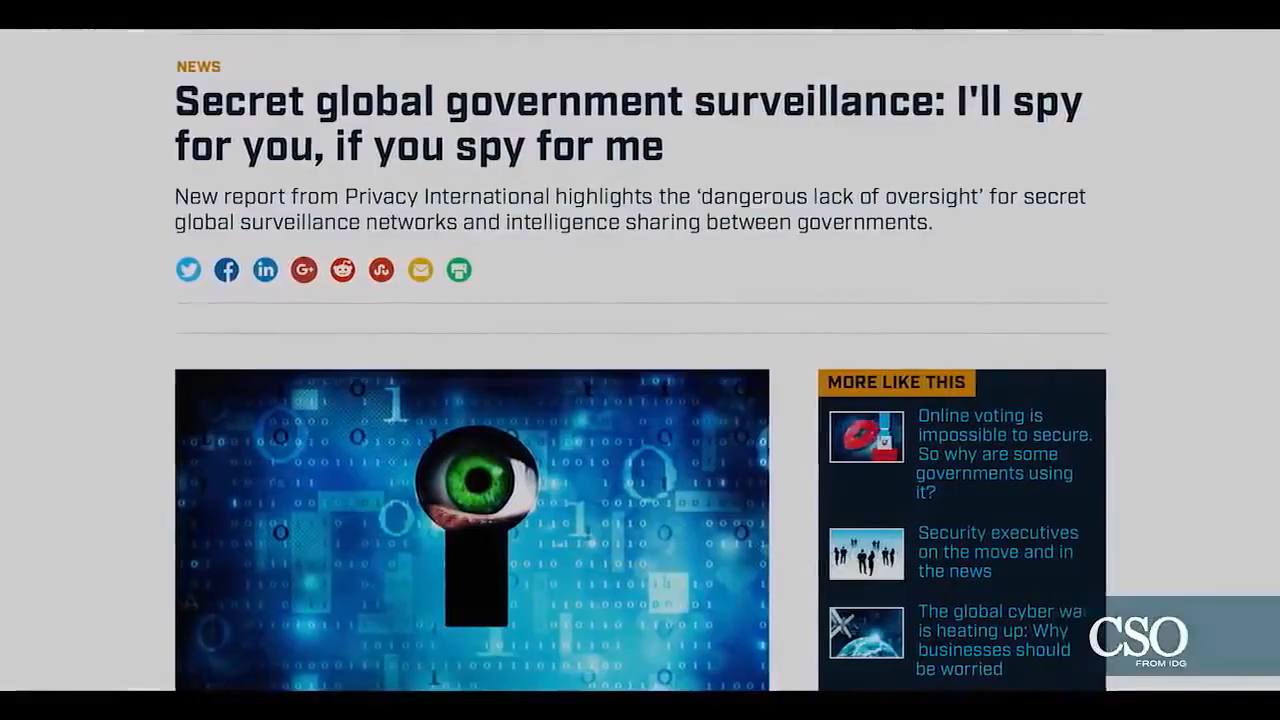 NEWS
Secret global government surveillance: I'll spy
for you, if you spy for me
New report from Privacy International highlights the ‘dangerous lack of oversight’ for secret
global surveillance networks and intelligence sharing between governments.
MORE LIKE THIS
Online voting is
impossible to secure.
So why are some
governments using
it?
Security executives
on the move and in
the news
The global cyber wa
is heating up: Why
businesses should
be worried
CSO
FROM IDG